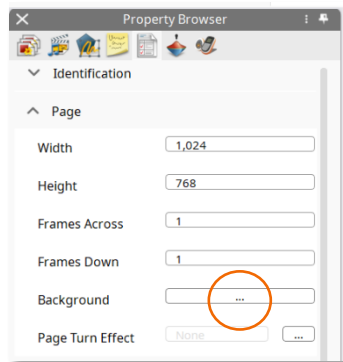 Property Browser
Identification
Page
Width 1,024
Height 768
Frames Across 1
Frames Down 1
Background ...
Page Turn Effect None ...